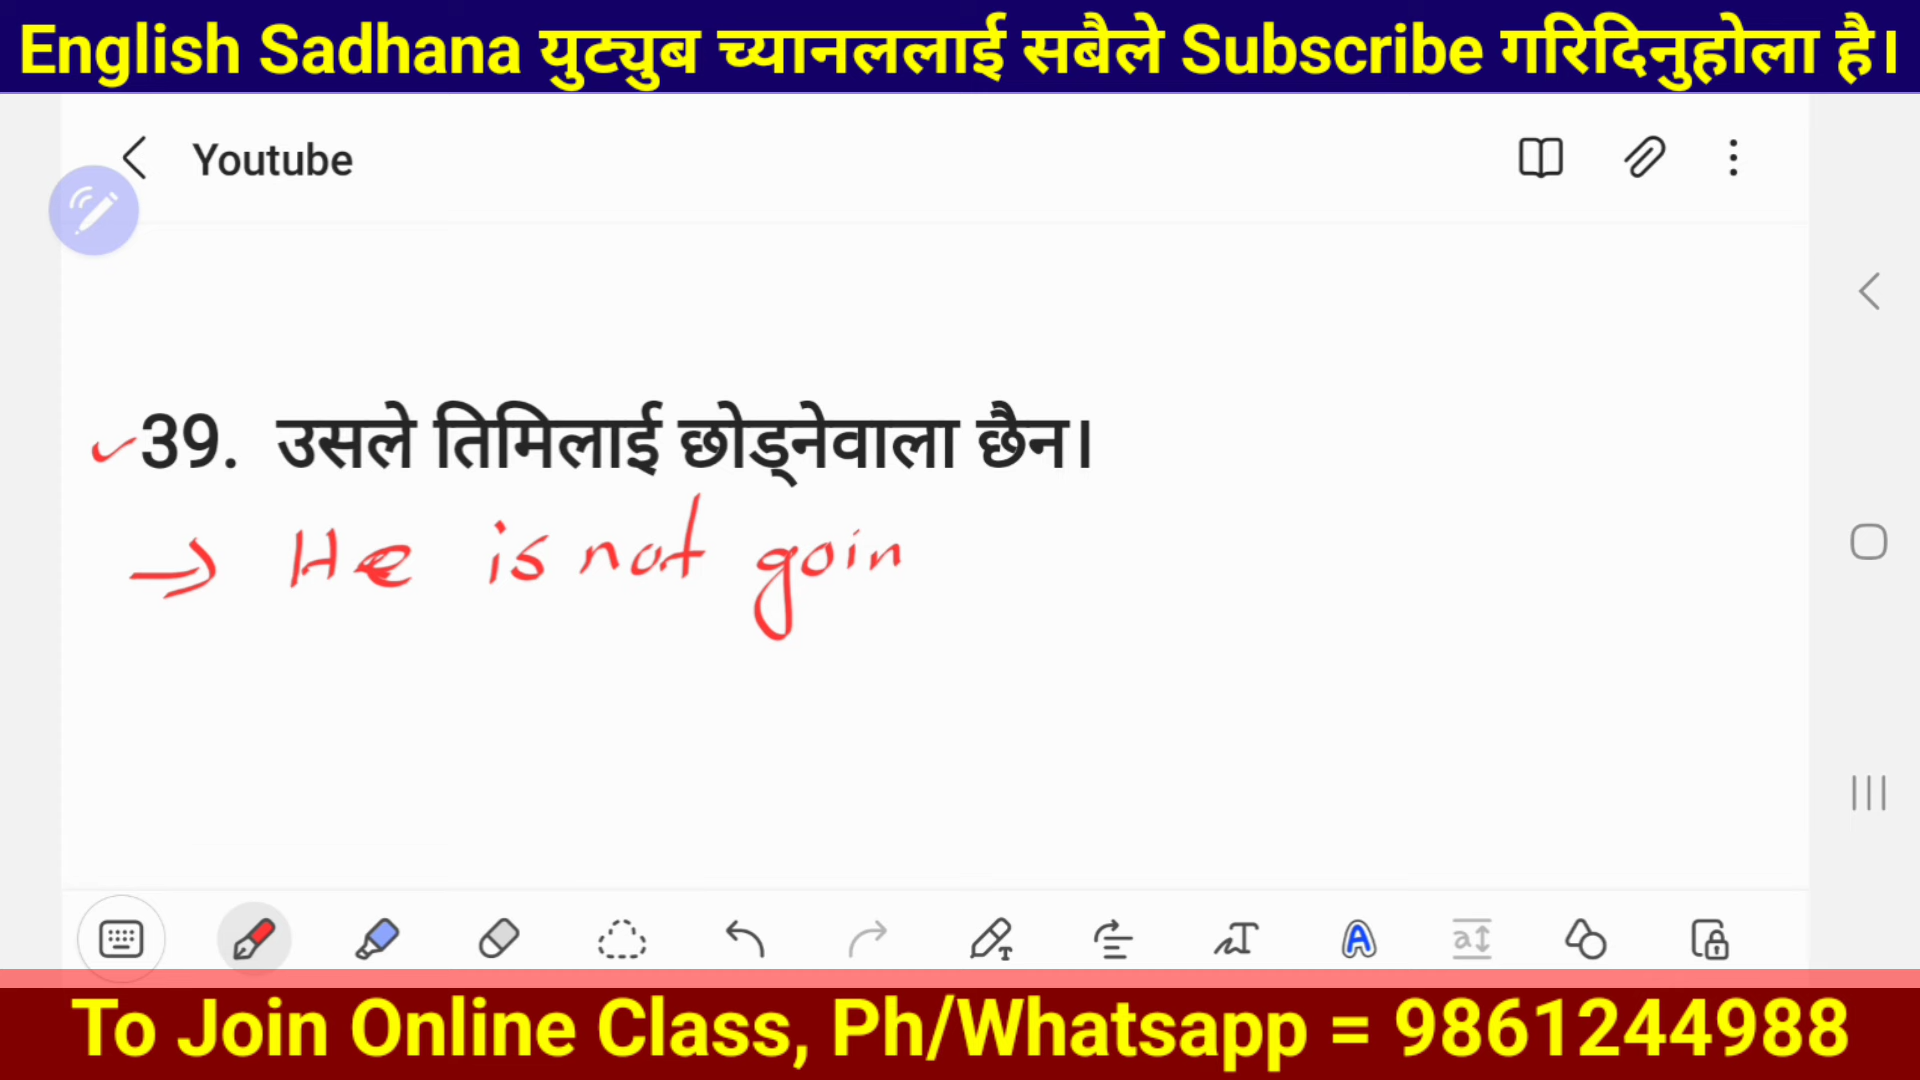 English Sadhana युट्युब च्यानललाई सबैले Subscribe गरिदिनुहोला है।
Youtube
39. उसले तिमिलाई छोड्नेवाला छैन।
→ He is not goin
To Join Online Class, Ph/Whatsapp = 9861244988